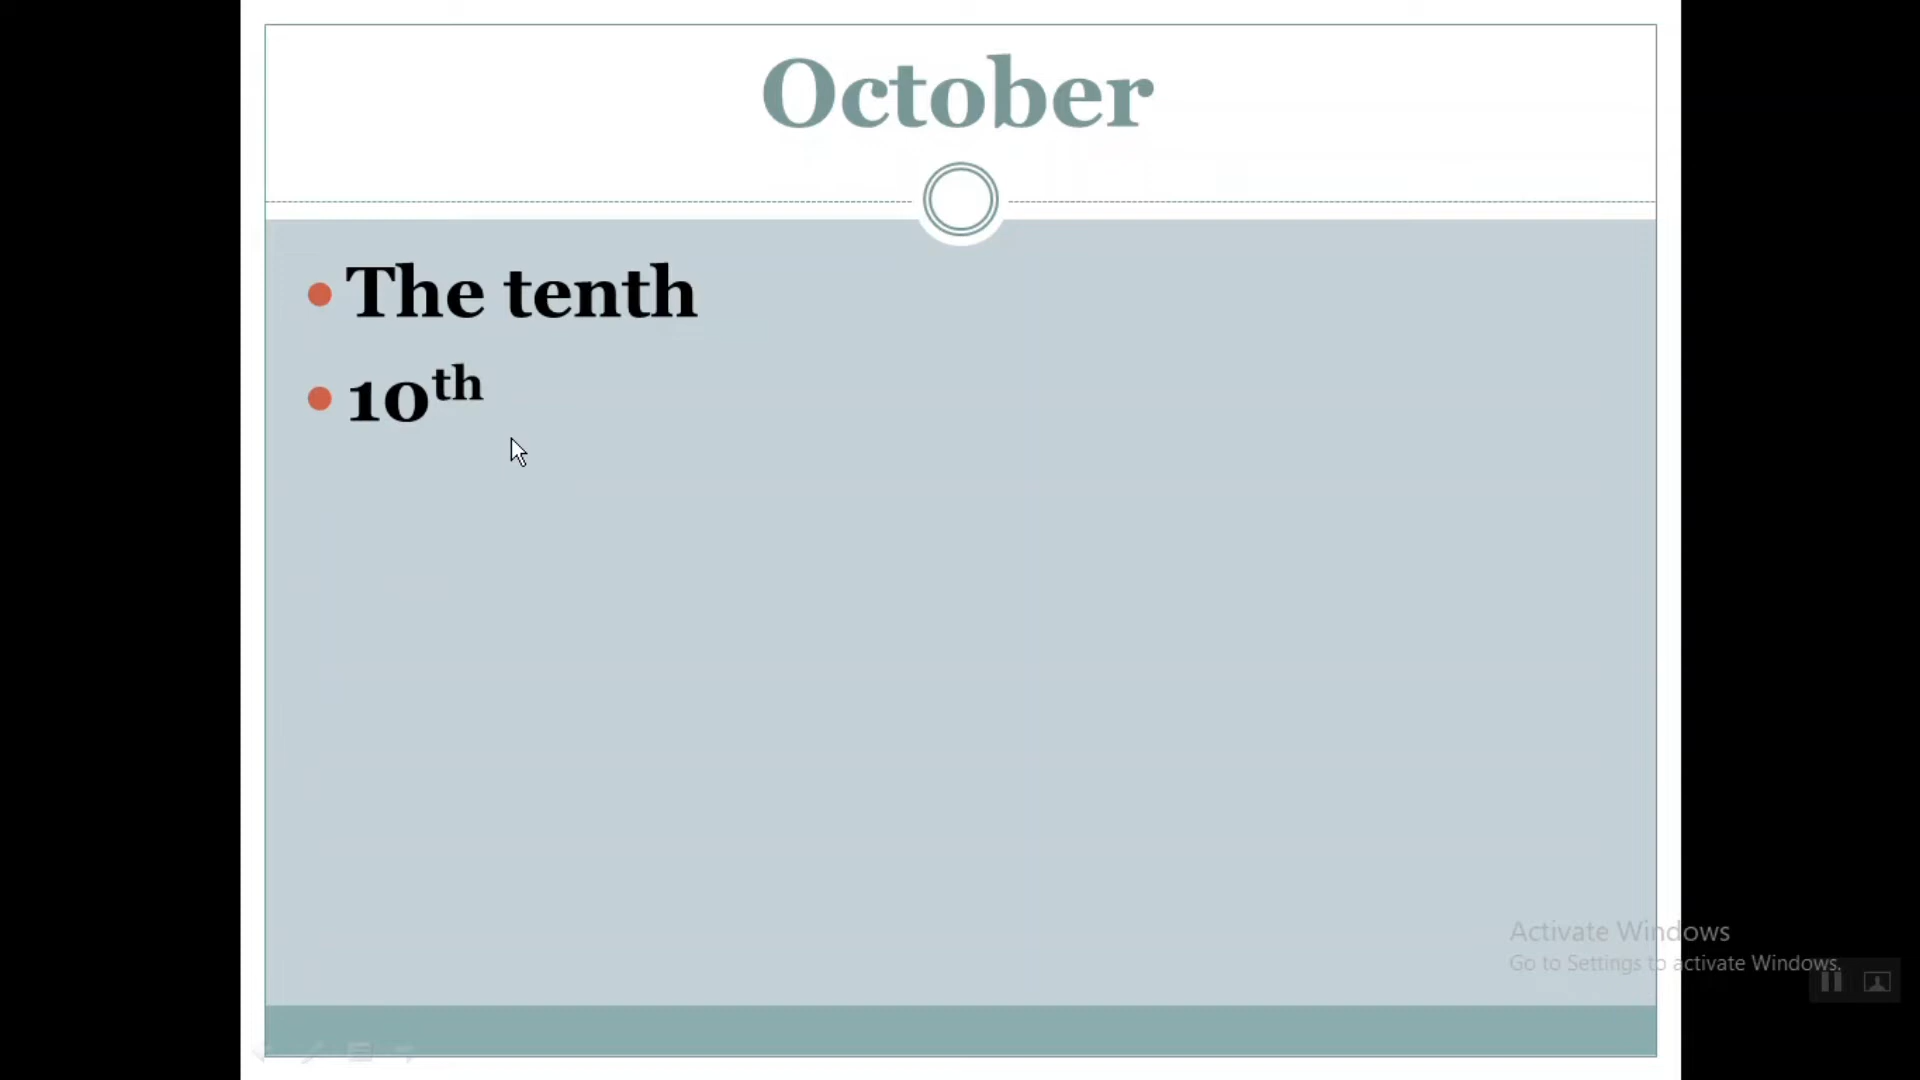 October
The tenth
10th
Activate Windows
Go to Settings to activate Windows.